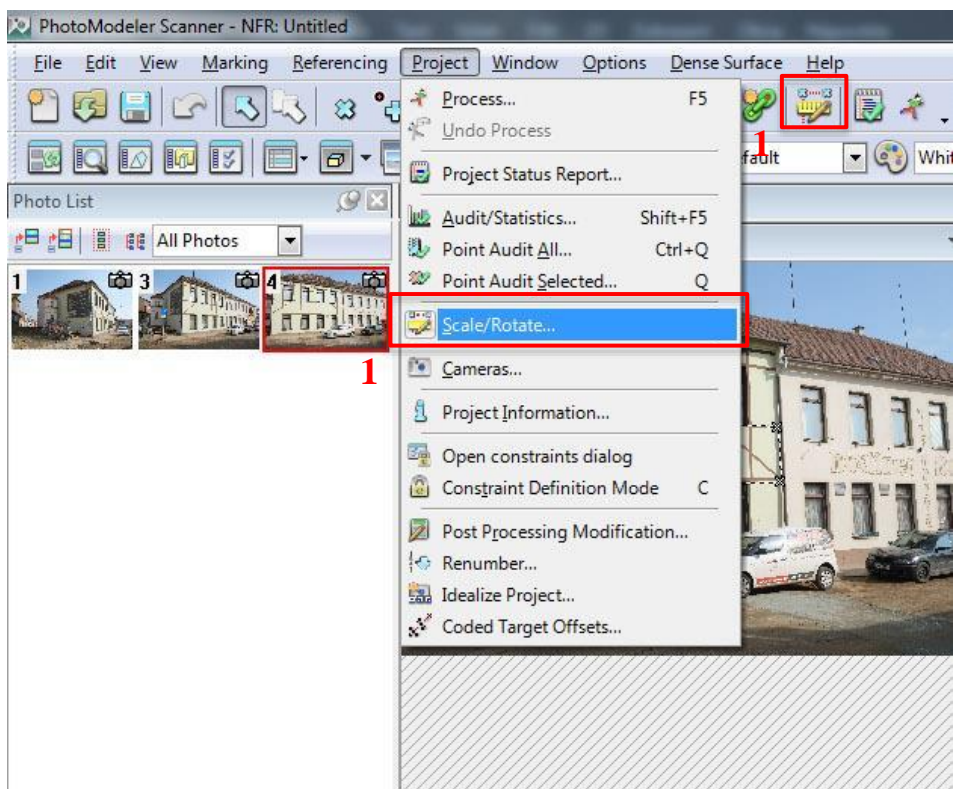 PhotoModeler Scanner - NFR: Untitled
File Edit View Marking Referencing Project Window Options Dense Surface Help
Process... F5
Undo Process
1
fault
Whit
Project Status Report...
Photo List
Audit/Statistics... Shift+F5
All Photos
Point Audit All... Ctrl+Q
Point Audit Selected... Q
1 3 4
Scale/Rotate...
1
Cameras...
Project Information...
Open constraints dialog
Constraint Definition Mode C
Post Processing Modification...
Renumber...
Idealize Project...
Coded Target Offsets...